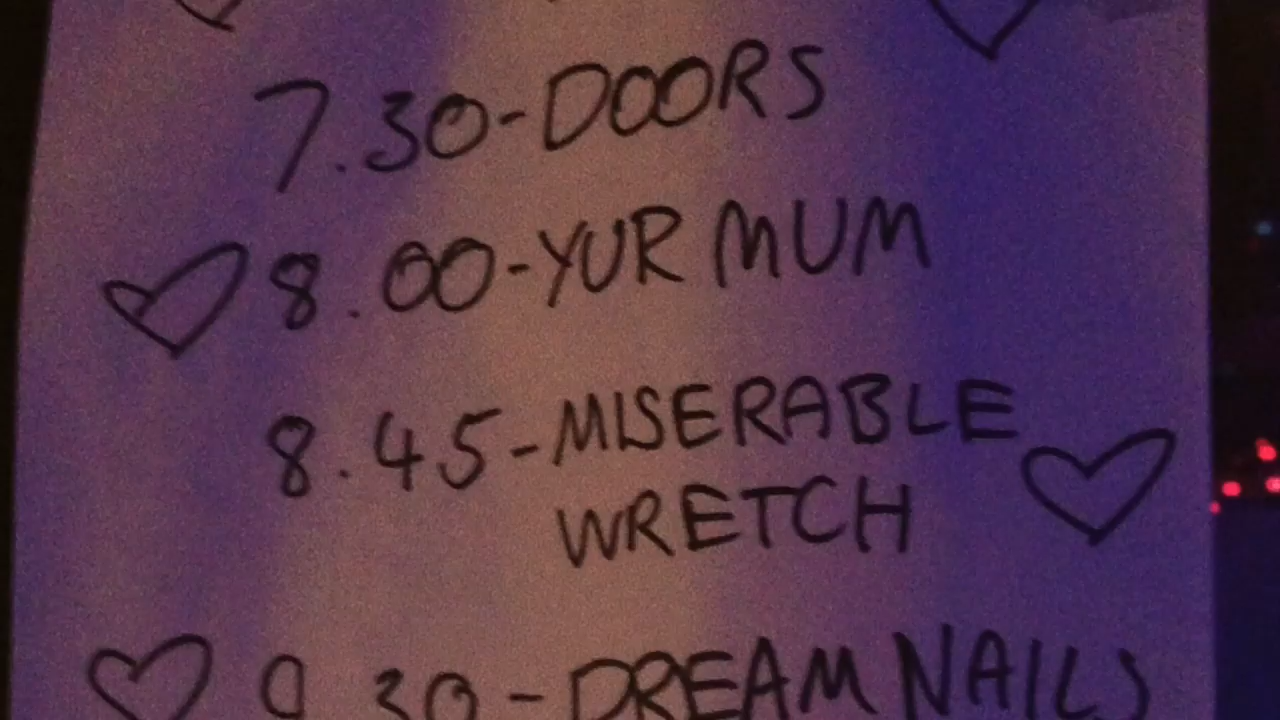 7.30-DOORS
8.00-YUR MUM
8.45-MISERABLE
WRETCH
9.30-DREAM NAILS